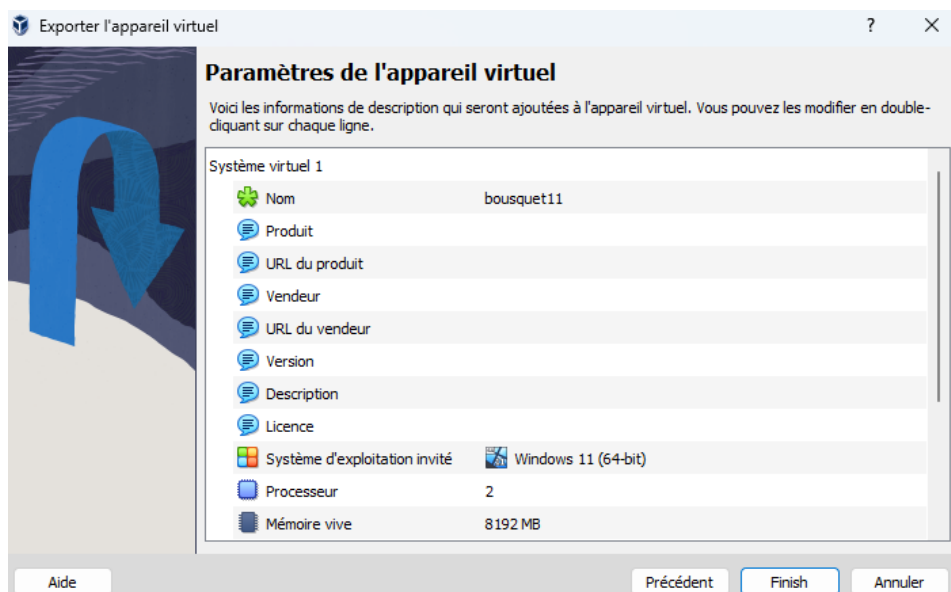 Exporter l'appareil virtuel
?
Paramètres de l'appareil virtuel
Voici les informations de description qui seront ajoutées à l'appareil virtuel. Vous pouvez les modifier en double-
cliquant sur chaque ligne.
Système virtuel 1
Nom bousquet11
Produit
URL du produit
Vendeur
URL du vendeur
Version
Description
Licence
Système d'exploitation invité Windows 11 (64-bit)
Processeur 2
Mémoire vive 8192 MB
Aide Précédent Finish Annuler